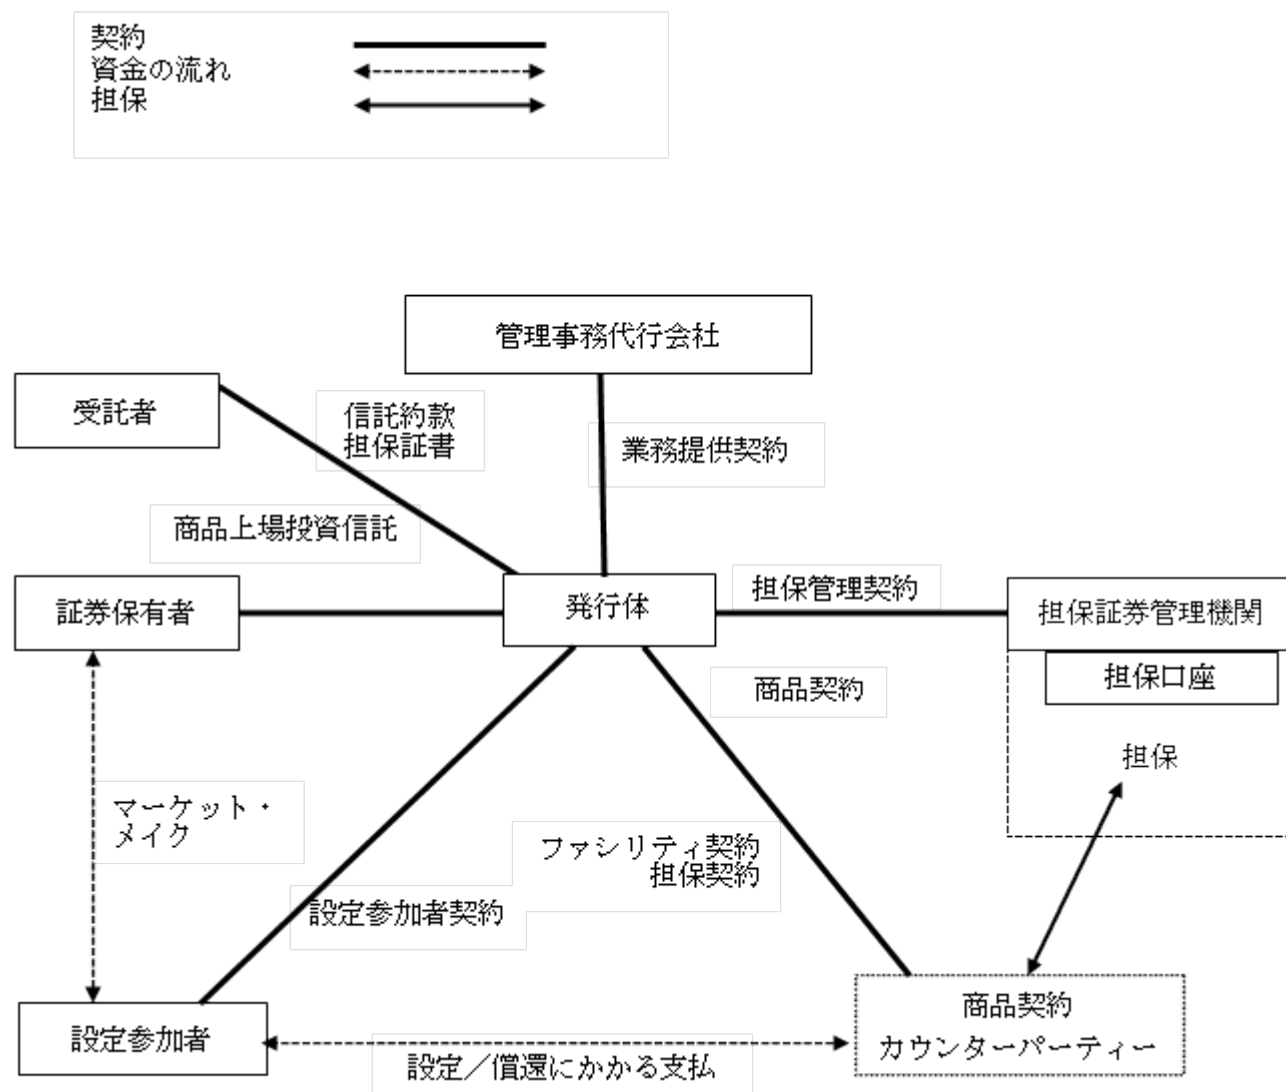 契約
資金の流れ
担保
管理事務代行会社
受託者
信託約款
担保証書
業務提供契約
商品上場投資信託
証券保有者
発行体
担保管理契約
担保証券管理機関
担保口座
商品契約
担保
マーケット・
メイク
ファシリティ契約
担保契約
設定参加者契約
設定参加者
設定／償還にかかる支払
商品契約
カウンターパーティー